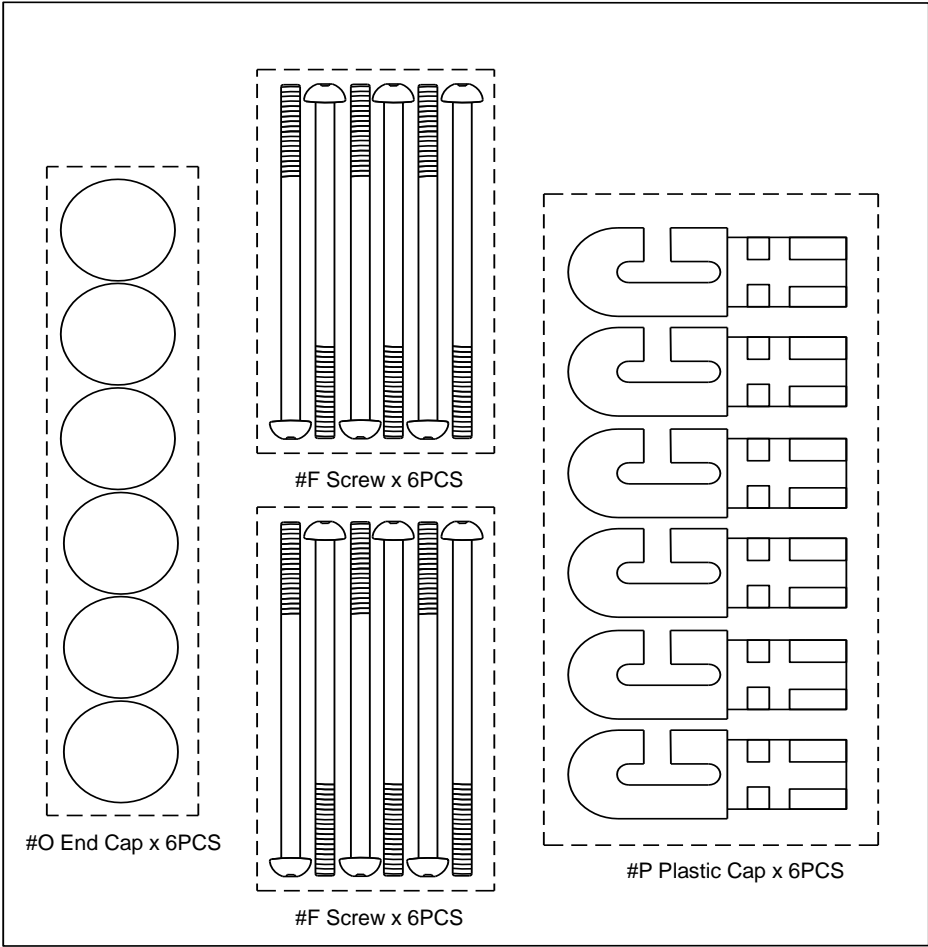 #F Screw x 6PCS
#O End Cap x 6PCS
#P Plastic Cap x 6PCS
#F Screw x 6PCS